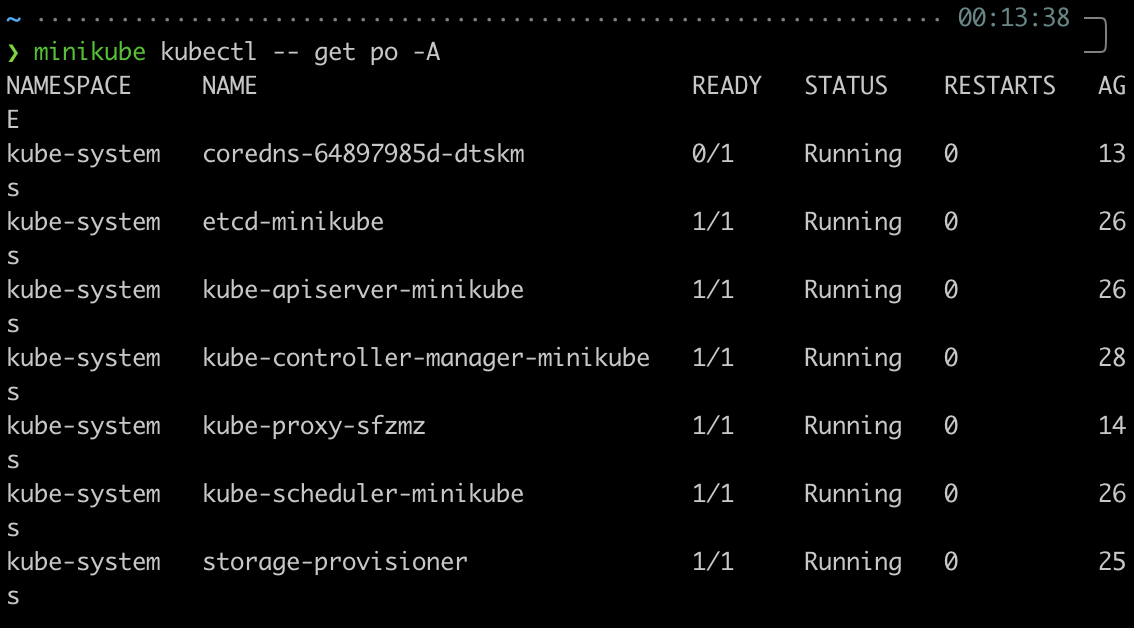 ~ ································································· 00:13:38
❯ minikube kubectl -- get po -A
NAMESPACE     NAME                               READY   STATUS    RESTARTS   AG
E
kube-system   coredns-64897985d-dtskm            0/1     Running   0          13
s
kube-system   etcd-minikube                      1/1     Running   0          26
s
kube-system   kube-apiserver-minikube            1/1     Running   0          26
s
kube-system   kube-controller-manager-minikube   1/1     Running   0          28
s
kube-system   kube-proxy-sfzmz                   1/1     Running   0          14
s
kube-system   kube-scheduler-minikube            1/1     Running   0          26
s
kube-system   storage-provisioner                1/1     Running   0          25
s